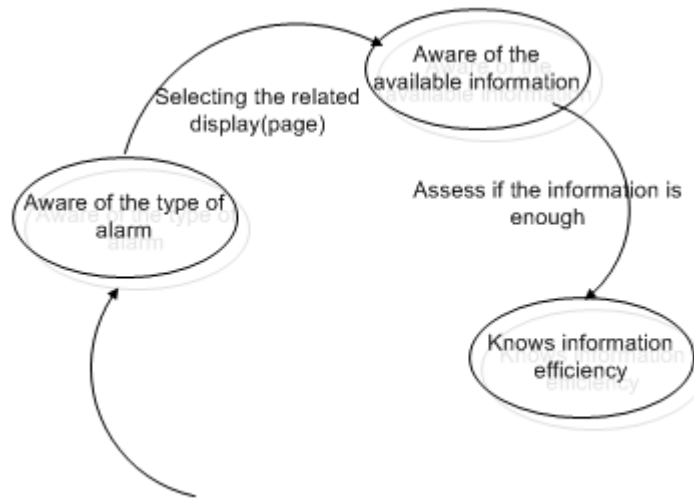 Aware of the
available information
Selecting the related
display(page)
Aware of the type of
alarm
Assess if the information is
enough
Knows information
efficiency